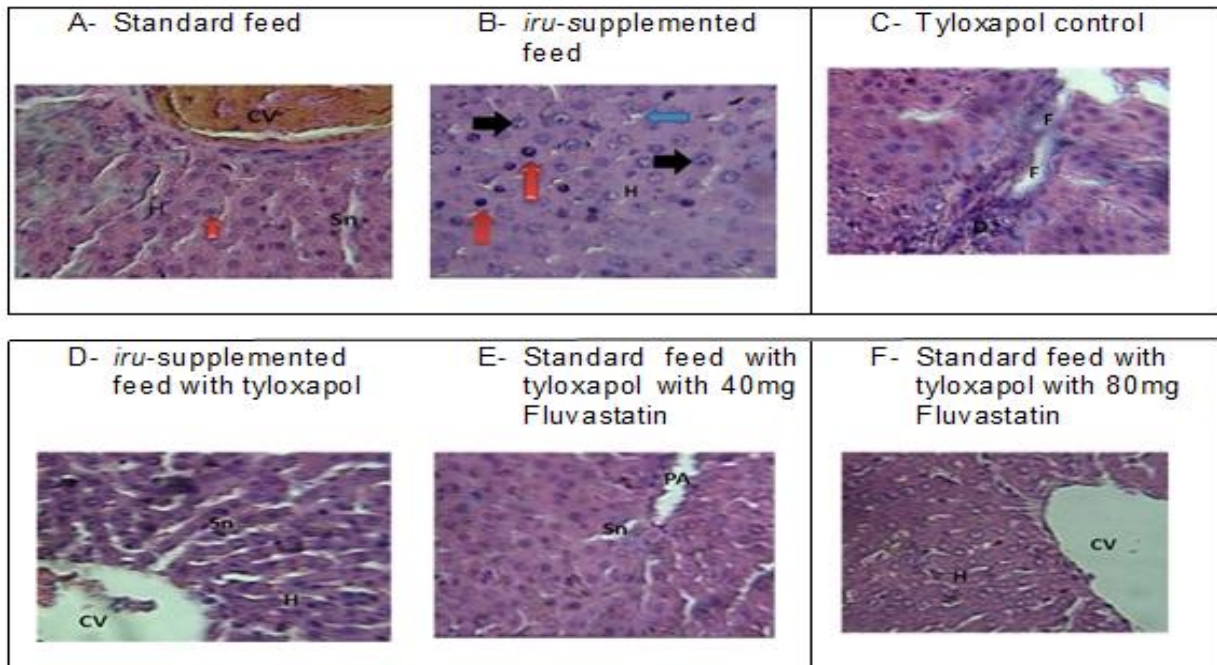 A- Standard feed
B- iru-supplemented
feed
C- Tyloxapol control
CV
H
Sn
H
F
F
D
D- iru-supplemented
feed with tyloxapol
E- Standard feed with
tyloxapol with 40mg
Fluvastatin
F- Standard feed with
tyloxapol with 80mg
Fluvastatin
Sn
H
CV
PA
Sn
CV
H